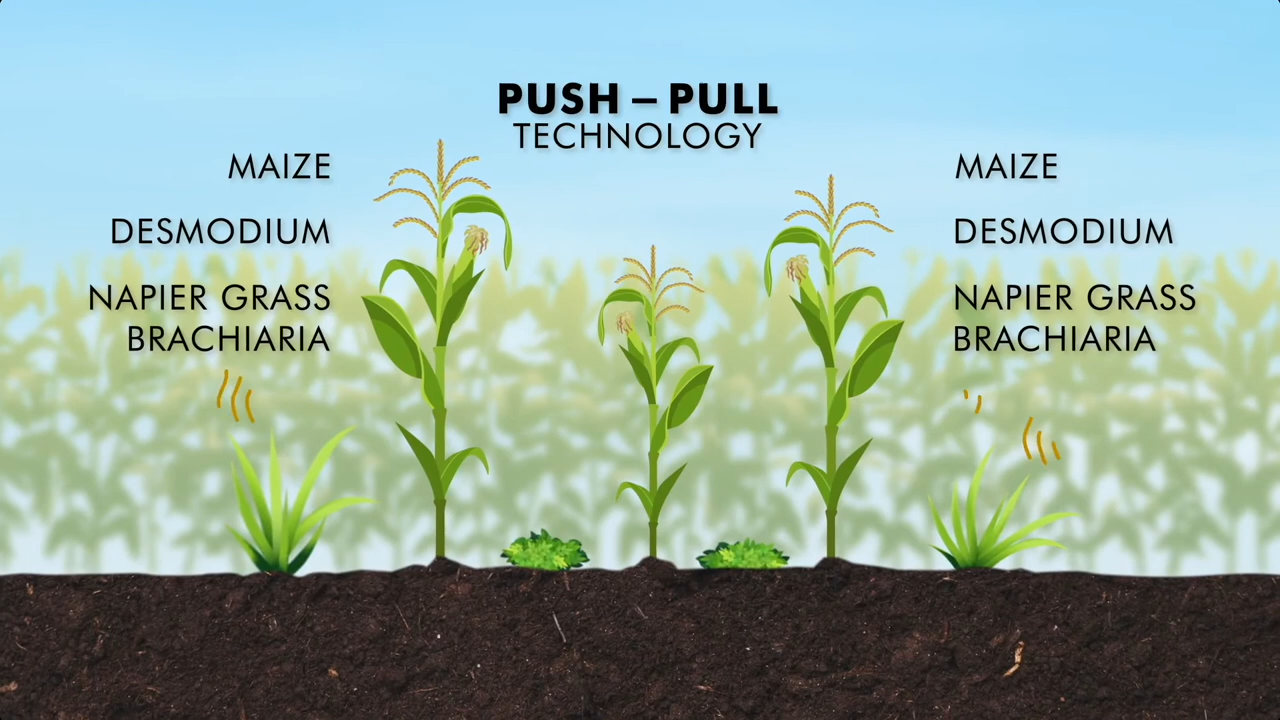 PUSH – PULL
TECHNOLOGY
MAIZE
DESMODIUM
NAPIER GRASS
BRACHIARIA
MAIZE
DESMODIUM
NAPIER GRASS
BRACHIARIA